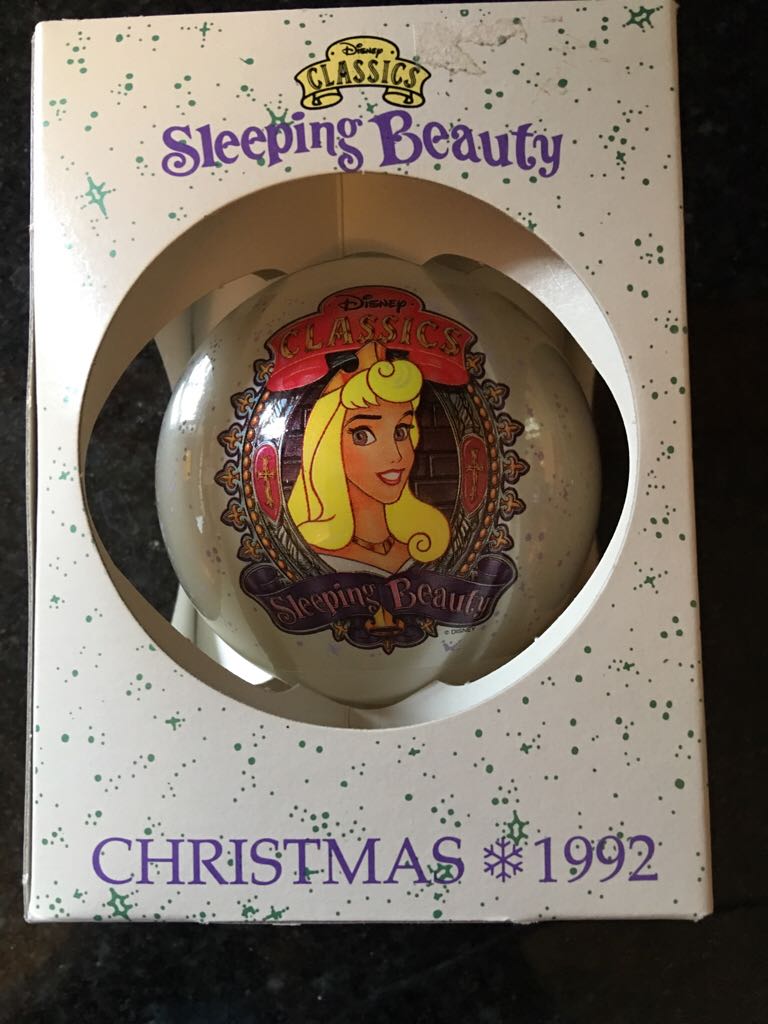 Disney
CLASSICS
Sleeping Beauty
Disney
CLASSICS
Sleeping Beauty
© DISNEY
CHRISTMAS ❄ 1992